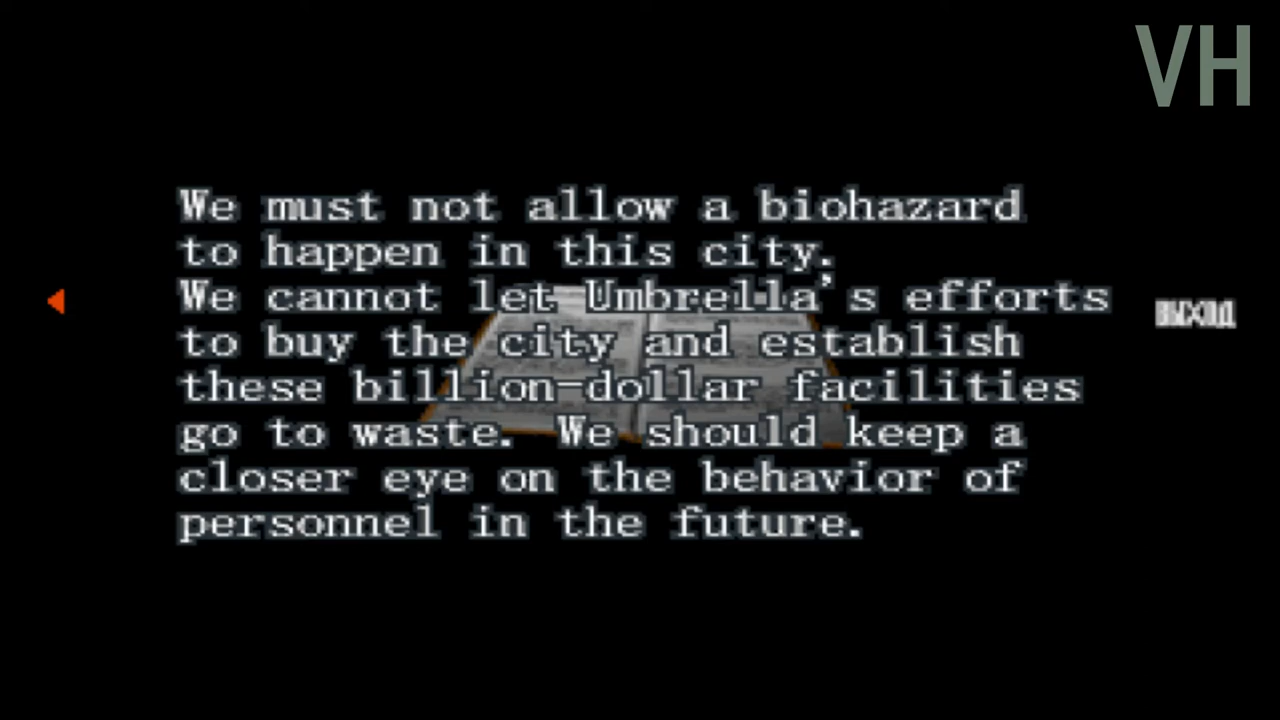 VH
We must not allow a biohazard
to happen in this city.
We cannot let Umbrella's efforts
to buy the city and establish
these billion-dollar facilities
go to waste. We should keep a
closer eye on the behavior of
personnel in the future.
ВЫХОД